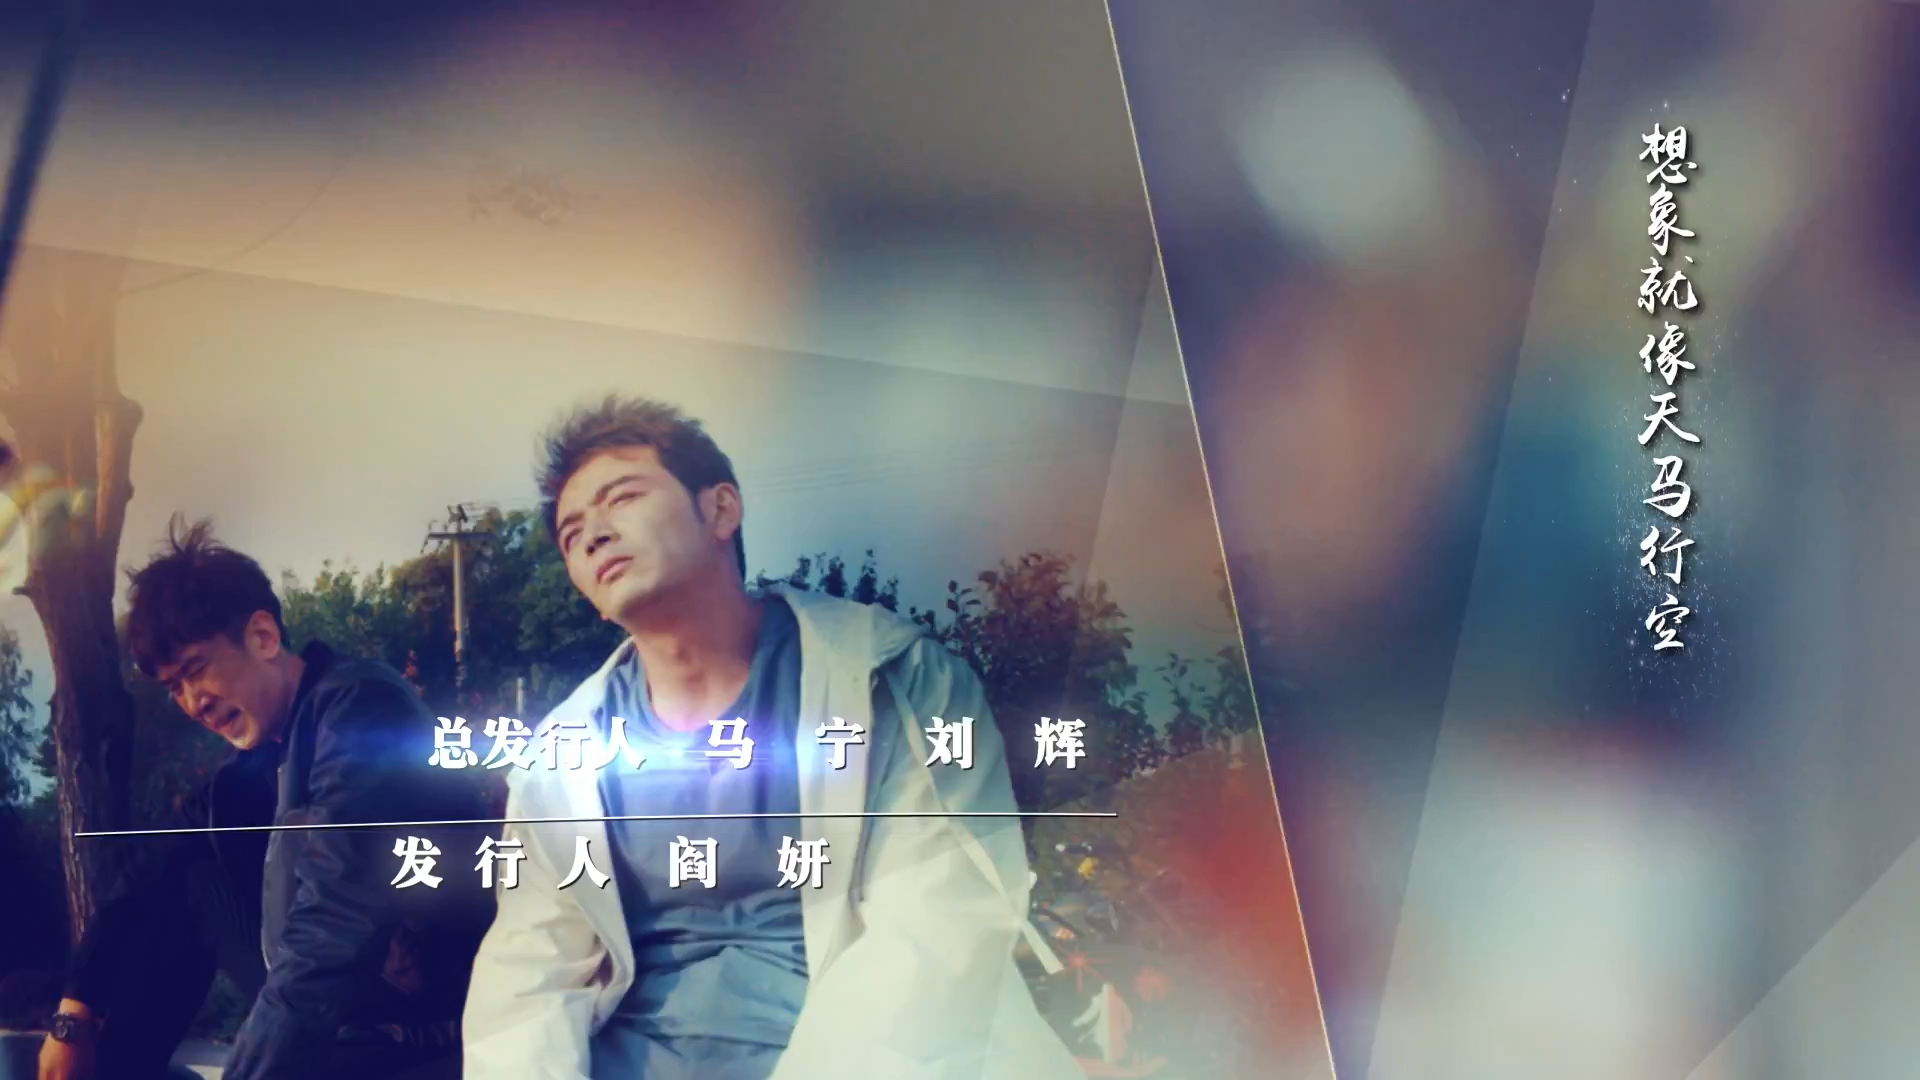 想象就像天马行空
总发行人 马 宁 刘 辉
发 行 人 阎 妍